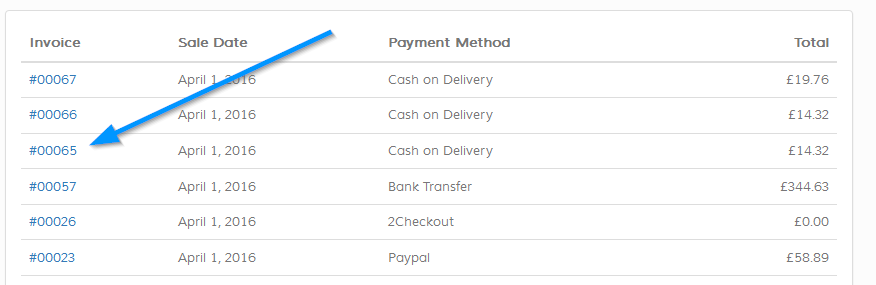 Invoice Sale Date Payment Method Total
#00067 April 1, 2016 Cash on Delivery £19.76
#00066 April 1, 2016 Cash on Delivery £14.32
#00065 April 1, 2016 Cash on Delivery £14.32
#00057 April 1, 2016 Bank Transfer £344.63
#00026 April 1, 2016 2Checkout £0.00
#00023 April 1, 2016 Paypal £58.89